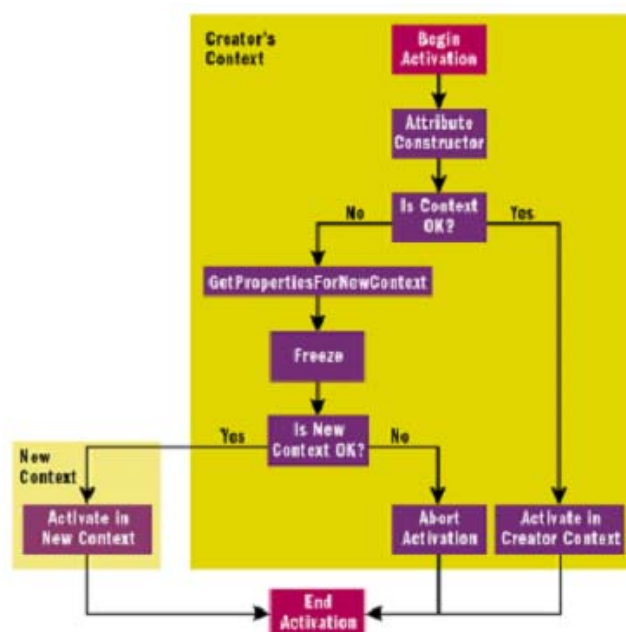 Creator's
Context
Begin
Activation
Attribute
Constructor
Is Context
OK?
No
Yes
GetPropertiesForNewContext
Freeze
Is New
Context OK?
Yes
No
New
Context
Activate in
New Context
Abort
Activation
Activate in
Creator Context
End
Activation